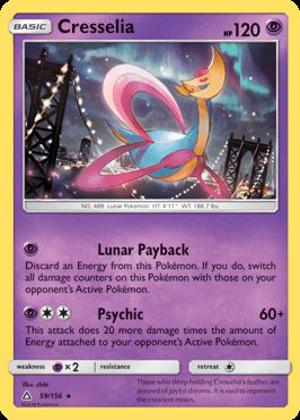 BASIC
Cresselia
HP120
NO. 488 Lunar Pokémon HT: 4'11" WT: 188.7 lbs.
Lunar Payback
Discard an Energy from this Pokémon. If you do, switch
all damage counters on this Pokémon with those on your
opponent's Active Pokémon.
Psychic 60+
This attack does 20 more damage times the amount of
Energy attached to your opponent's Active Pokémon.
weakness ×2 resistance retreat
Illus. chibi
59/156 ★
Those who sleep holding Cresselia's feather are
assured of joyful dreams. It is said to represent
the crescent moon.